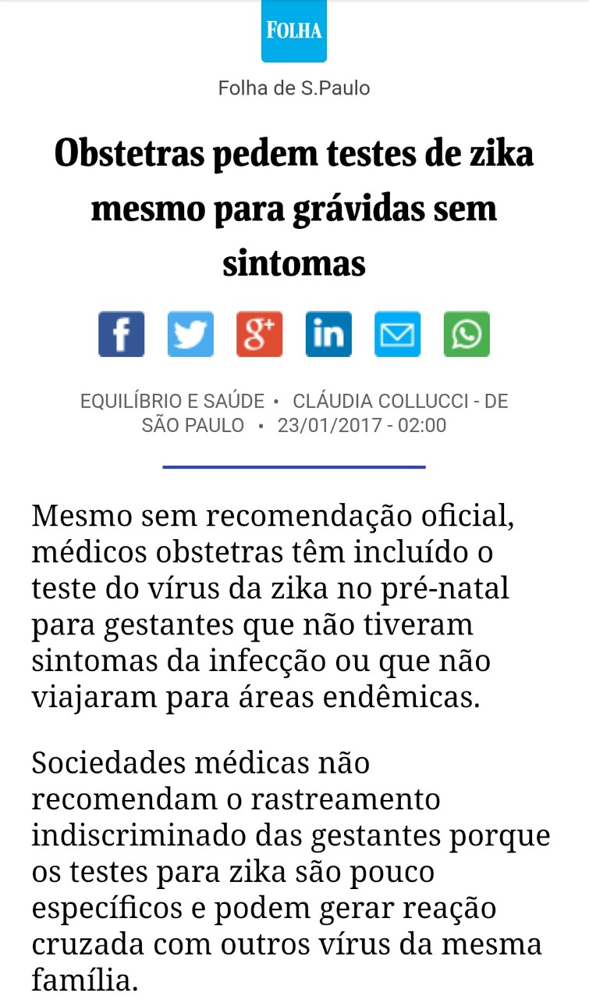 FOLHA
Folha de S.Paulo
Obstetras pedem testes de zika
mesmo para grávidas sem
sintomas
f g+ in
EQUILÍBRIO E SAÚDE • CLÁUDIA COLLUCCI - DE
SÃO PAULO • 23/01/2017 - 02:00
Mesmo sem recomendação oficial,
médicos obstetras têm incluído o
teste do vírus da zika no pré-natal
para gestantes que não tiveram
sintomas da infecção ou que não
viajaram para áreas endêmicas.
Sociedades médicas não
recomendam o rastreamento
indiscriminado das gestantes porque
os testes para zika são pouco
específicos e podem gerar reação
cruzada com outros vírus da mesma
família.